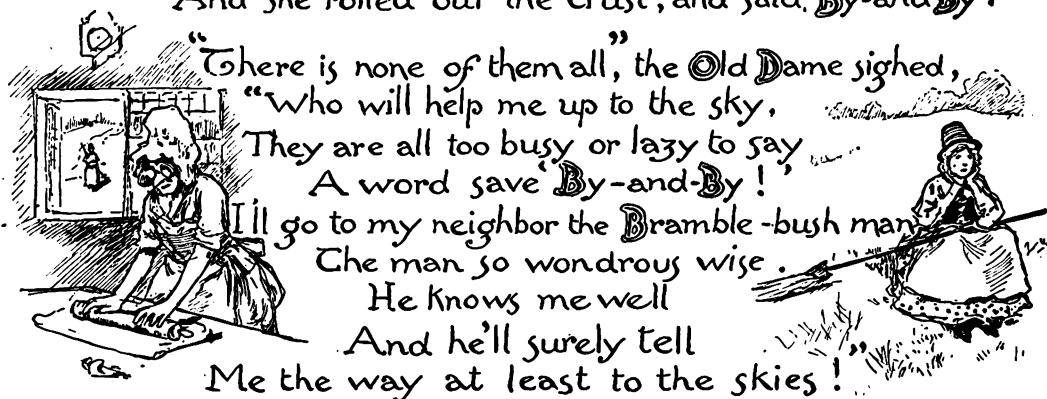 And she rolled out the crust, and said, By-and-By!
"There is none of them all", the Old Dame sighed,
"Who will help me up to the sky,
They are all too busy or lazy to say
A word save 'By-and-By!'
I'll go to my neighbor the Bramble-bush man
The man so wondrous wise.
He knows me well
And he'll surely tell
Me the way at least to the skies!"